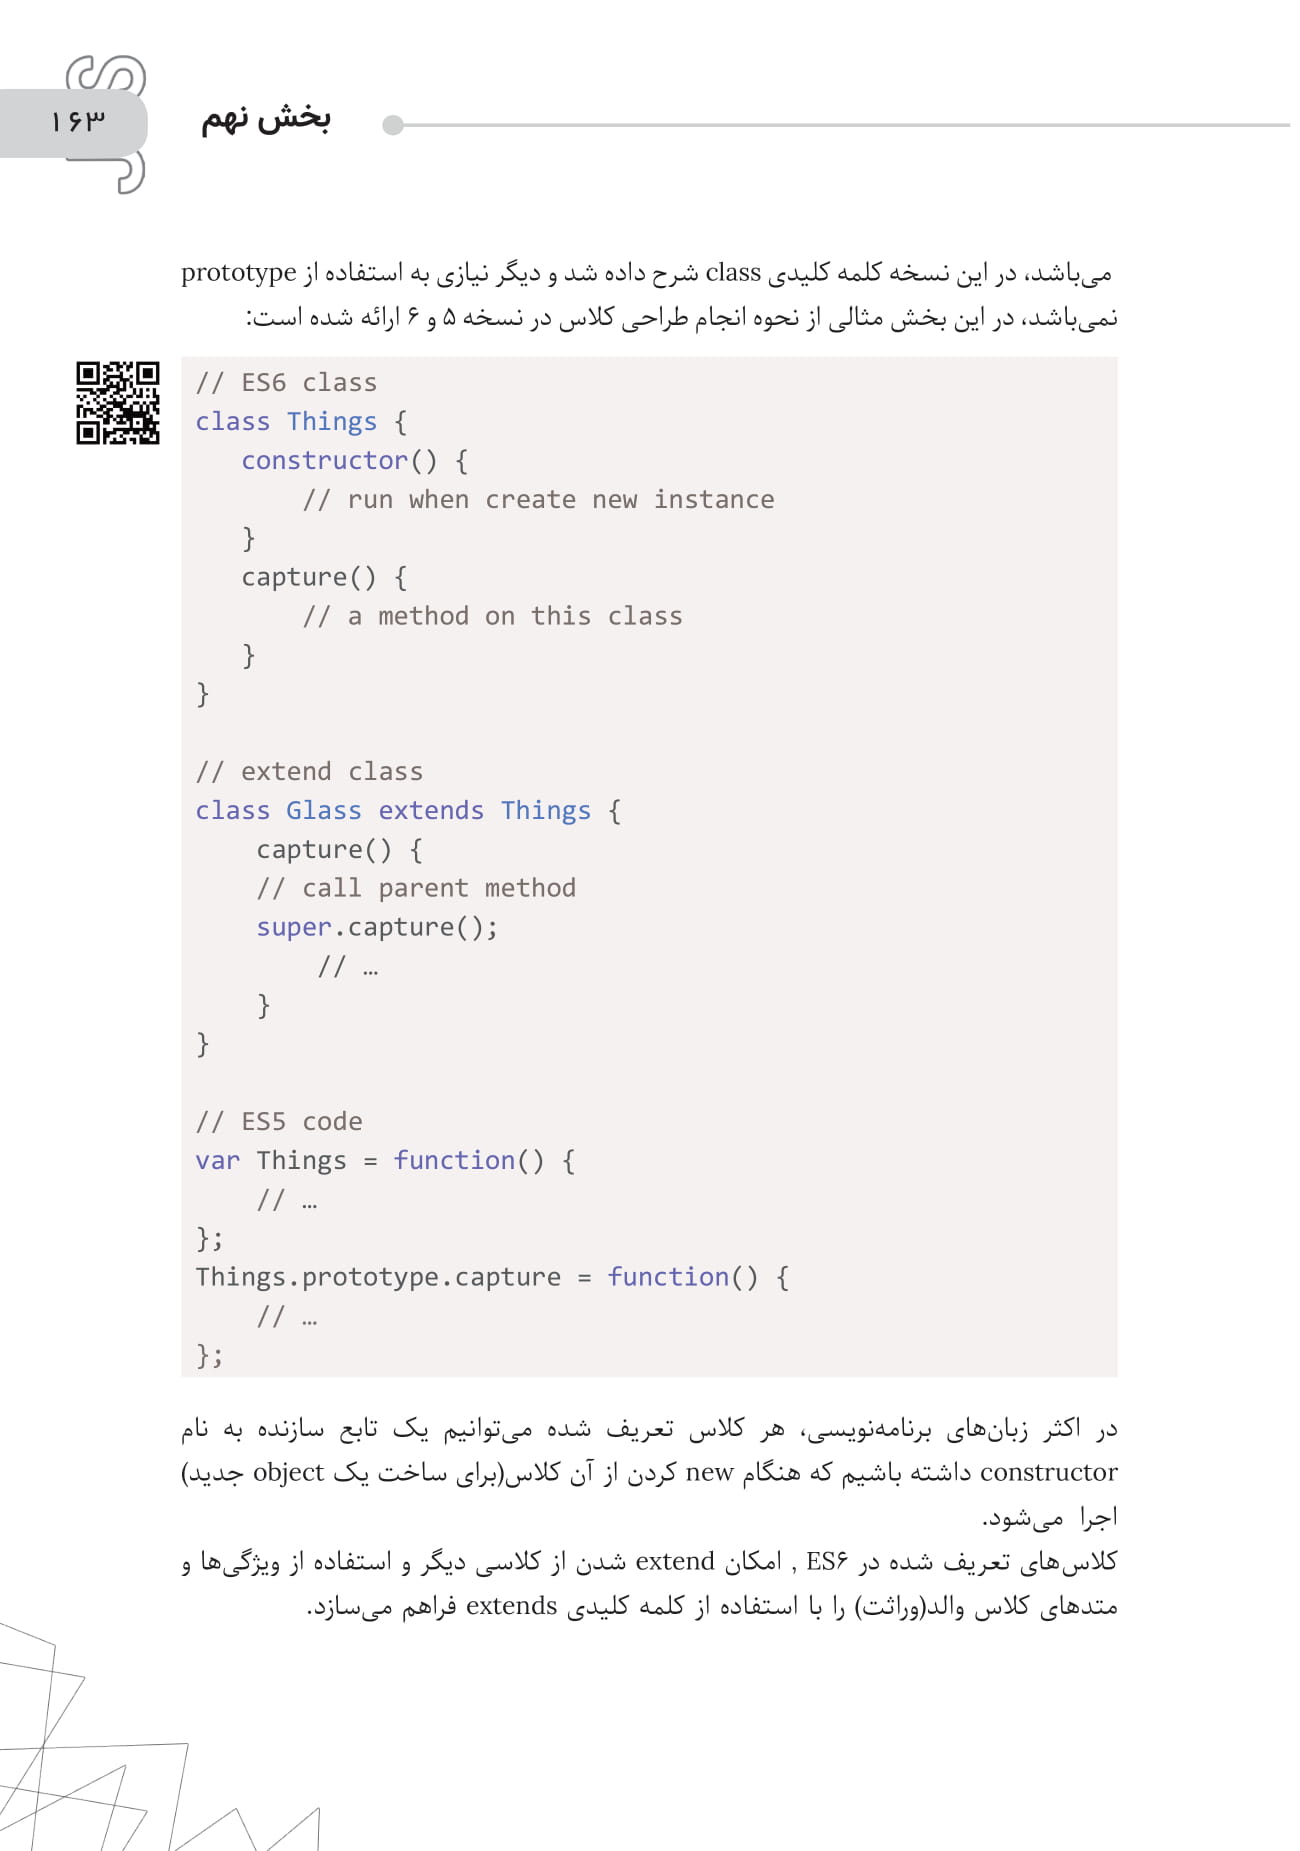 JS
۱۶۳
بخش نهم
می‌باشد، در این نسخه کلمه کلیدی class شرح داده شد و دیگر نیازی به استفاده از prototype
نمی‌باشد، در این بخش مثالی از نحوه انجام طراحی کلاس در نسخه ۵ و ۶ ارائه شده است:
// ES6 class
class Things {
   constructor() {
       // run when create new instance
   }
   capture() {
       // a method on this class
   }
}
// extend class
class Glass extends Things {
    capture() {
    // call parent method
    super.capture();
        // …
    }
}
// ES5 code
var Things = function() {
    // …
};
Things.prototype.capture = function() {
    // …
};
در اکثر زبان‌های برنامه‌نویسی، هر کلاس تعریف شده می‌توانیم یک تابع سازنده به نام
constructor داشته باشیم که هنگام new کردن از آن کلاس(برای ساخت یک object جدید)
اجرا می‌شود.
کلاس‌های تعریف شده در ES۶ , امکان extend شدن از کلاسی دیگر و استفاده از ویژگی‌ها و
متدهای کلاس والد(وراثت) را با استفاده از کلمه کلیدی extends فراهم می‌سازد.